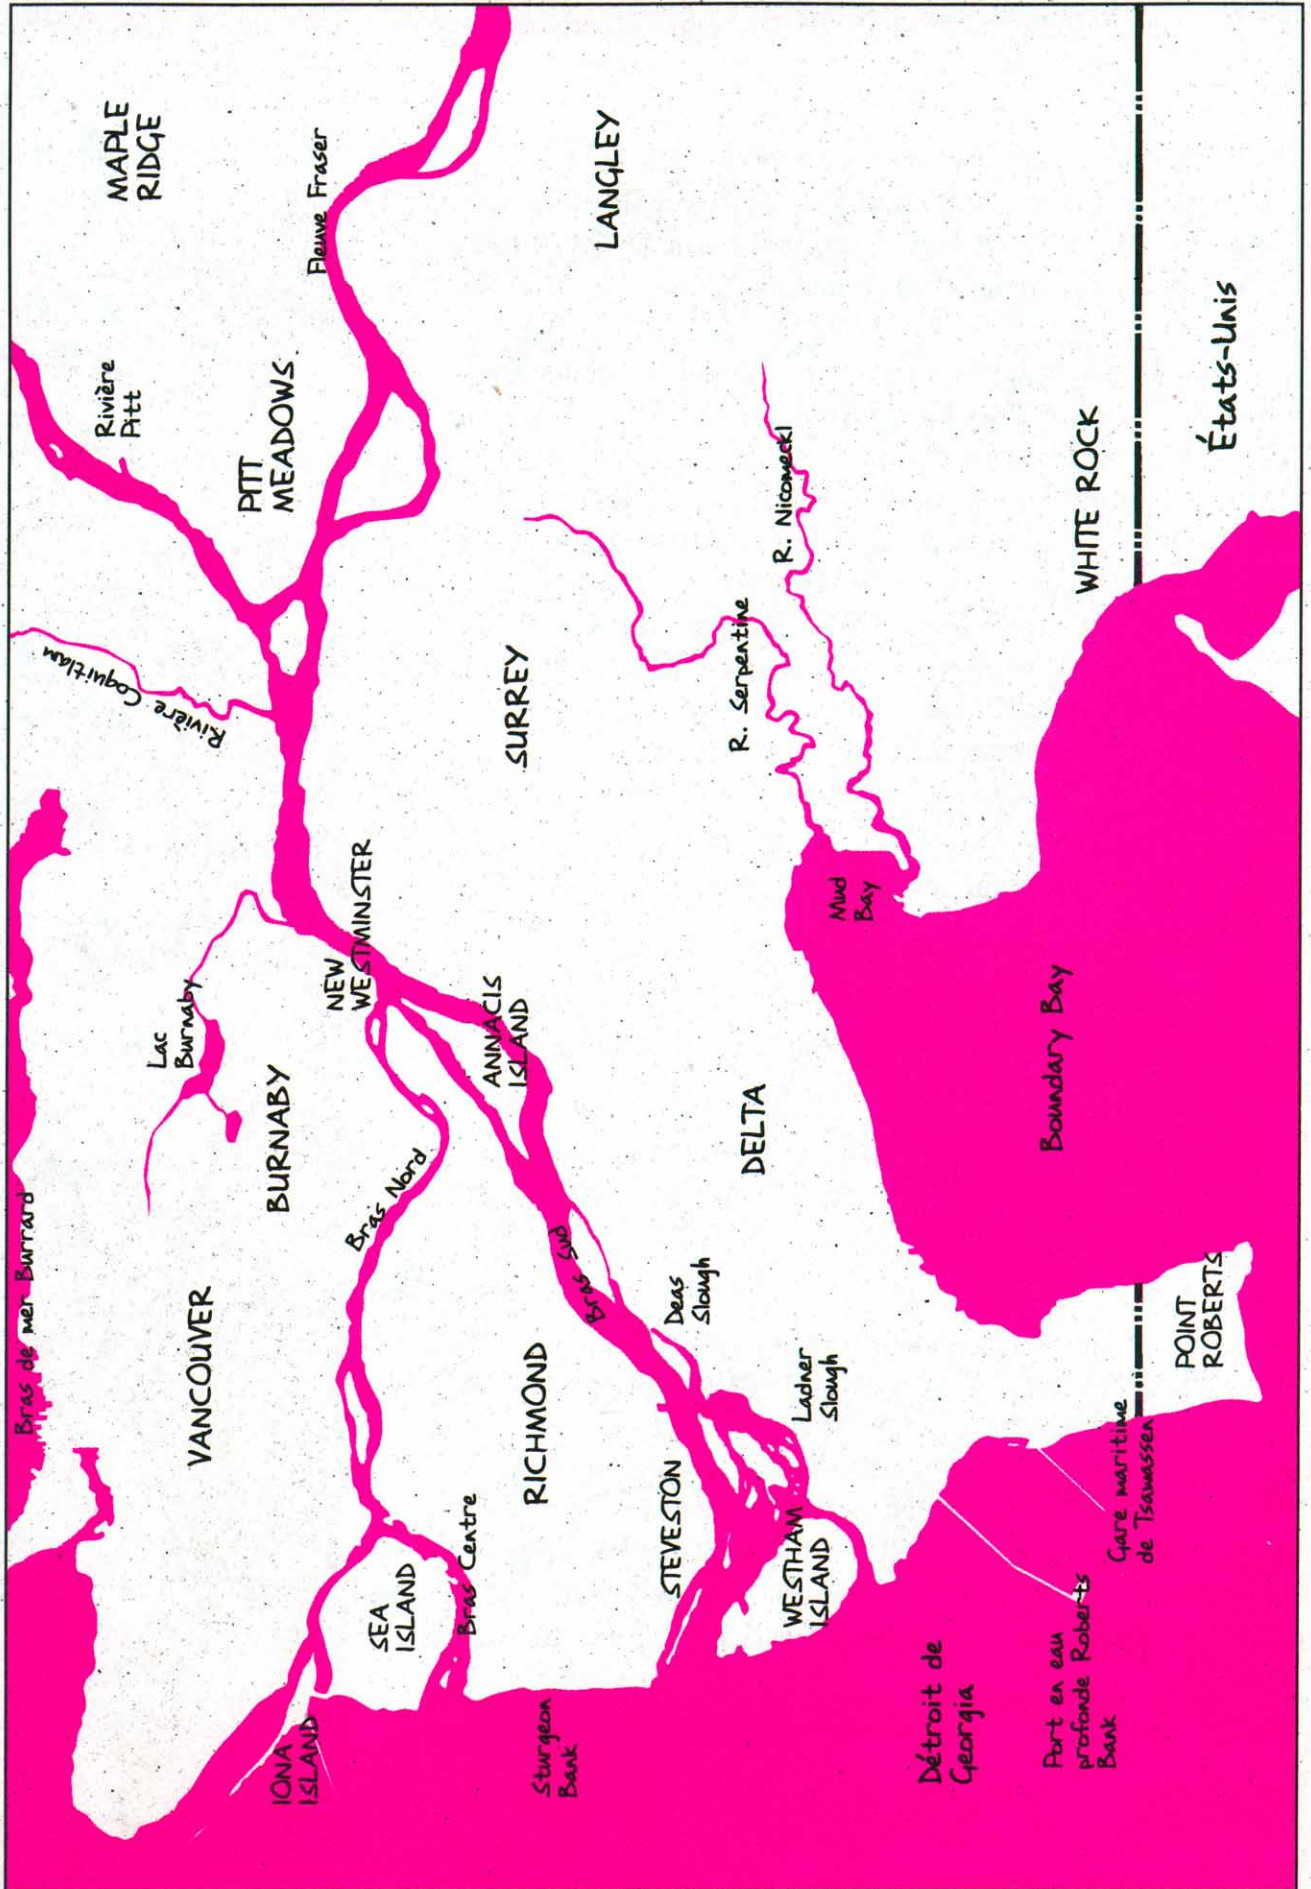 Bras de mer Burrard
VANCOUVER
BURNABY
Lac
Burnaby
Rivière Coquitlam
Rivière
Pitt
MAPLE
RIDGE
PITT
MEADOWS
Fleuve Fraser
NEW
WESTMINSTER
Bras Nord
IONA
ISLAND
SEA
ISLAND
Bras Centre
Sturgeon
Bank
RICHMOND
ANNACIS
ISLAND
Bras Sud
SURREY
LANGLEY
STEVESTON
Deas
Slough
DELTA
R. Serpentine
R. Nicomeckl
WESTHAM
ISLAND
Ladner
Slough
Mud
Bay
Détroit de
Georgia
Port en eau
profonde Roberts
Bank
Gare maritime
de Tsawassen
Boundary Bay
WHITE ROCK
POINT
ROBERTS
États-Unis